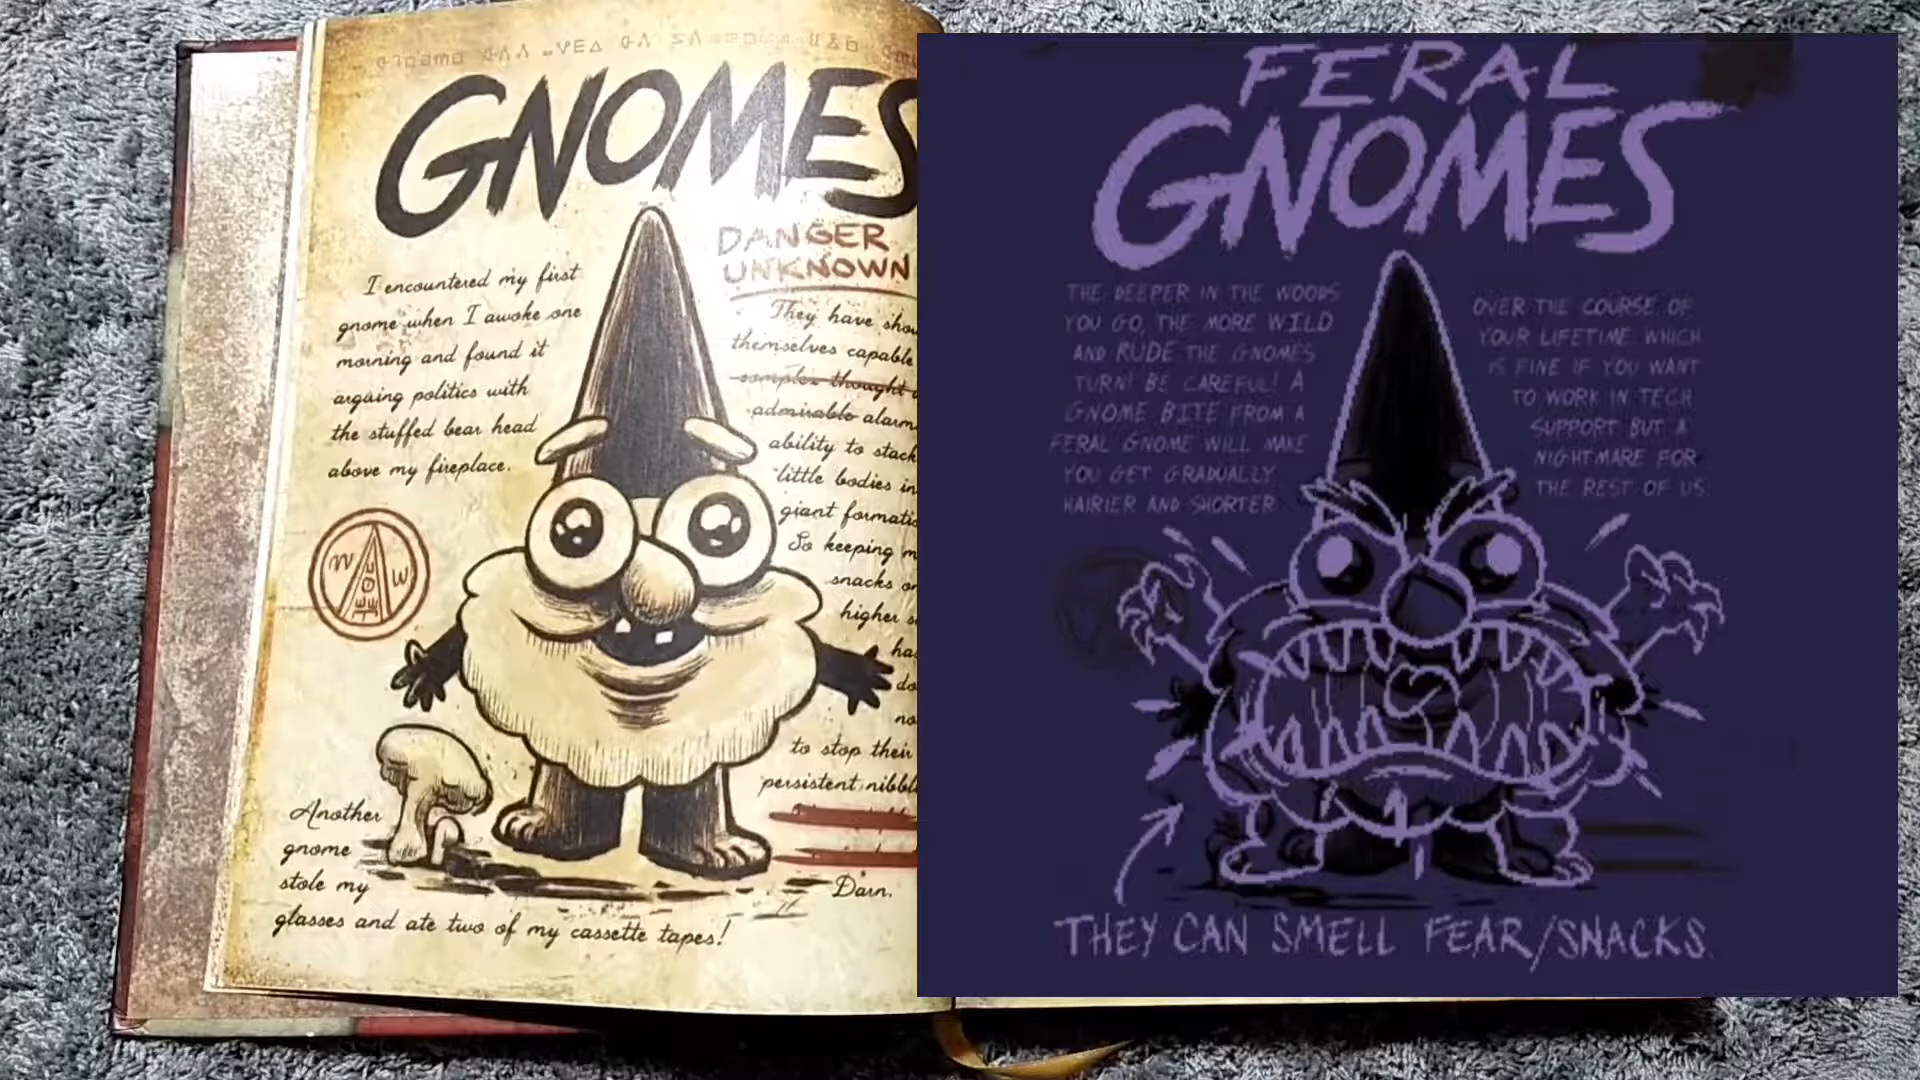 GNOMES
DANGER
UNKNOWN
I encountered my first
gnome when I awoke one
morning and found it
arguing politics with
the stuffed bear head
above my fireplace.
They have
themselves capable
complex thought
admirable
ability to stack
little bodies in
giant
So keeping
snacks on
higher
to stop their
persistent
Darn.
Another
gnome
stole my
glasses and ate two of my cassette tapes!
FERAL
GNOMES
THE DEEPER IN THE WOODS
YOU GO, THE MORE WILD
AND RUDE THE GNOMES
TURN! BE CAREFUL! A
GNOME BITE FROM A
FERAL GNOME WILL MAKE
YOU GET GRADUALLY
HAIRIER AND SHORTER
OVER THE COURSE OF
YOUR LIFETIME. WHICH
IS FINE IF YOU WANT
TO WORK IN TECH
SUPPORT BUT A
NIGHTMARE FOR
THE REST OF US.
THEY CAN SMELL FEAR/SNACKS.